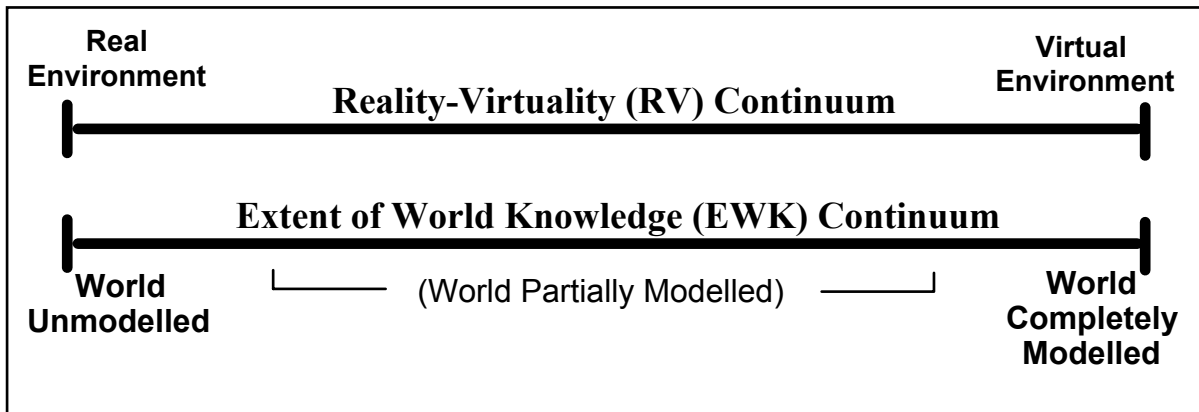 Real
Environment
Virtual
Environment
Reality-Virtuality (RV) Continuum
Extent of World Knowledge (EWK) Continuum
World
Unmodelled
(World Partially Modelled)
World
Completely
Modelled